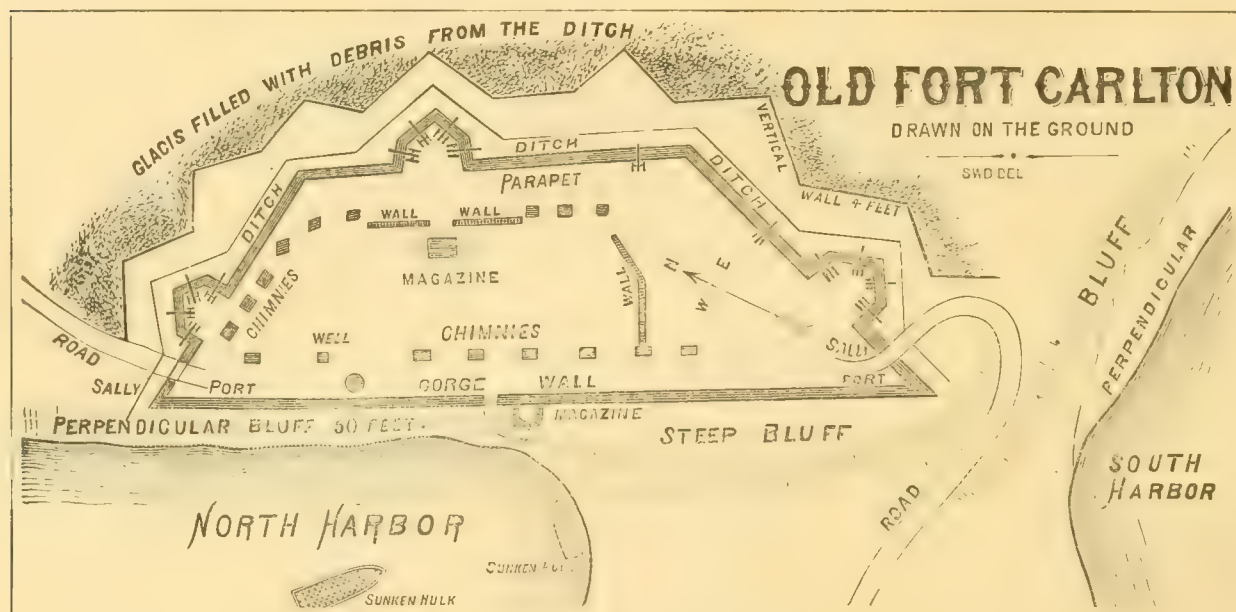 OLD FORT CARLTON
DRAWN ON THE GROUND
GLACIS FILLED WITH DEBRIS FROM THE DITCH
VERTICAL
WALL 4 FEET
DITCH
DITCH
DITCH
PARAPET
WALL
WALL
MAGAZINE
CHIMNIES
WALL
N
E
W
WELL
CHIMNIES
ROAD
SALLY PORT
SALLY
PORT
GORGE WALL
MAGAZINE
PERPENDICULAR BLUFF 50 FEET.
STEEP BLUFF
BLUFF
PERPENDICULAR
SOUTH
HARBOR
ROAD
NORTH HARBOR
SUNKEN
SUNKEN HULK